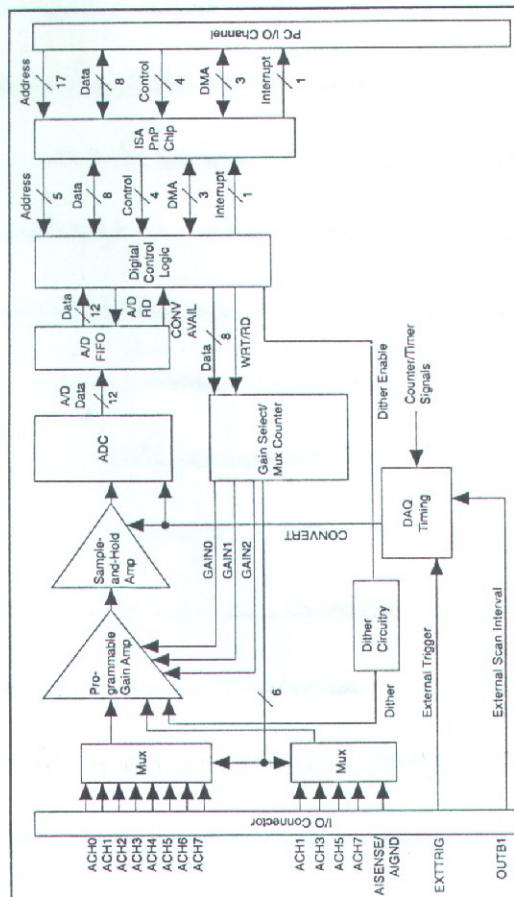 PC I/O Channel
Address
17
Data
8
Control
4
DMA
3
Interrupt
1
ISA
PnP
Chip
Address
5
Data
8
Control
4
DMA
3
Interrupt
1
Digital
Control
Logic
Data
12
A/D
RD
CONV
AVAIL
Data
8
WRT/RD
A/D
FIFO
A/D
Data
12
ADC
Gain Select/
Mux Counter
Dither Enable
Counter/Timer
Signals
Sample-
and-Hold
Amp
GAIN0
GAIN1
GAIN2
CONVERT
DAQ
Timing
Pro-
grammable
Gain Amp
Dither
Circuitry
Dither
6
External Trigger
External Scan Interval
Mux
Mux
I/O Connector
ACH0
ACH1
ACH2
ACH3
ACH4
ACH5
ACH6
ACH7
ACH1
ACH3
ACH5
ACH7
AISENSE/
AIGND
EXTTRIG
OUTB1